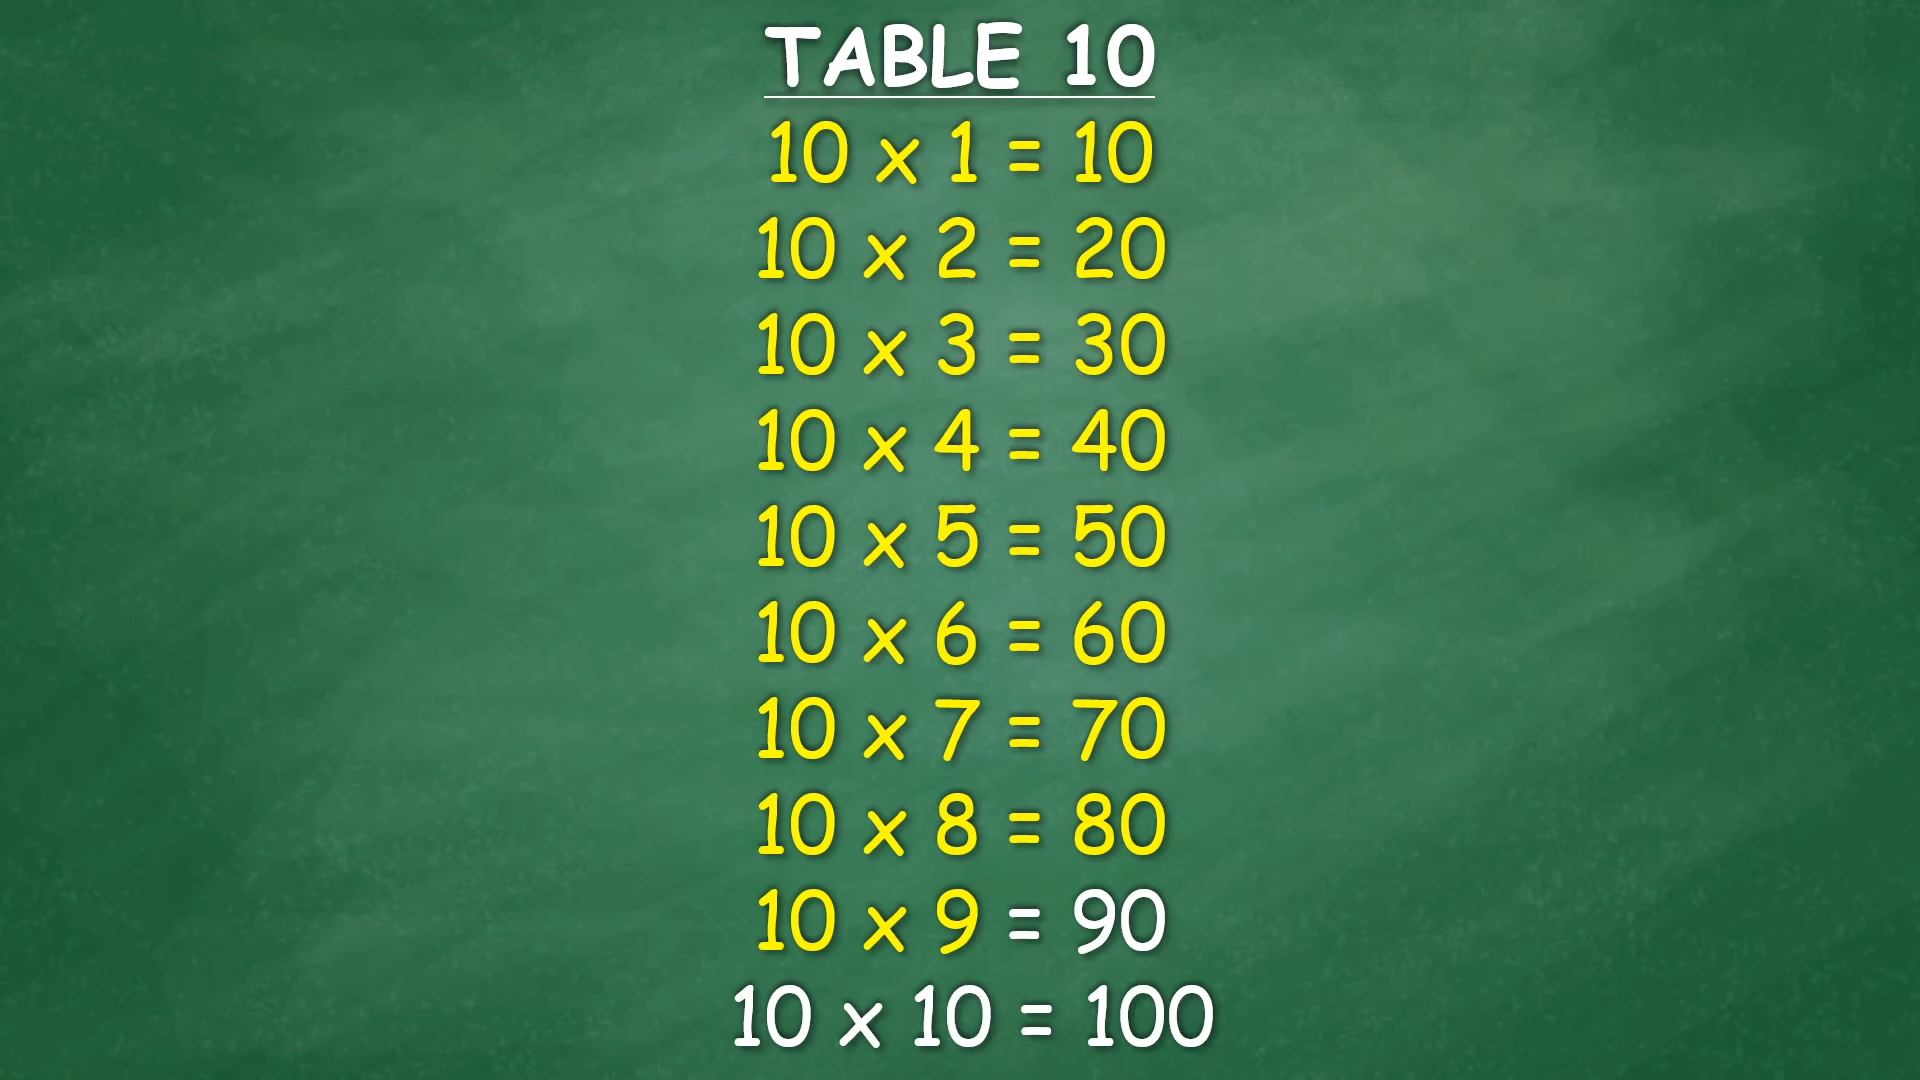 TABLE 10
10 x 1 = 10
10 x 2 = 20
10 x 3 = 30
10 x 4 = 40
10 x 5 = 50
10 x 6 = 60
10 x 7 = 70
10 x 8 = 80
10 x 9 = 90
10 x 10 = 100